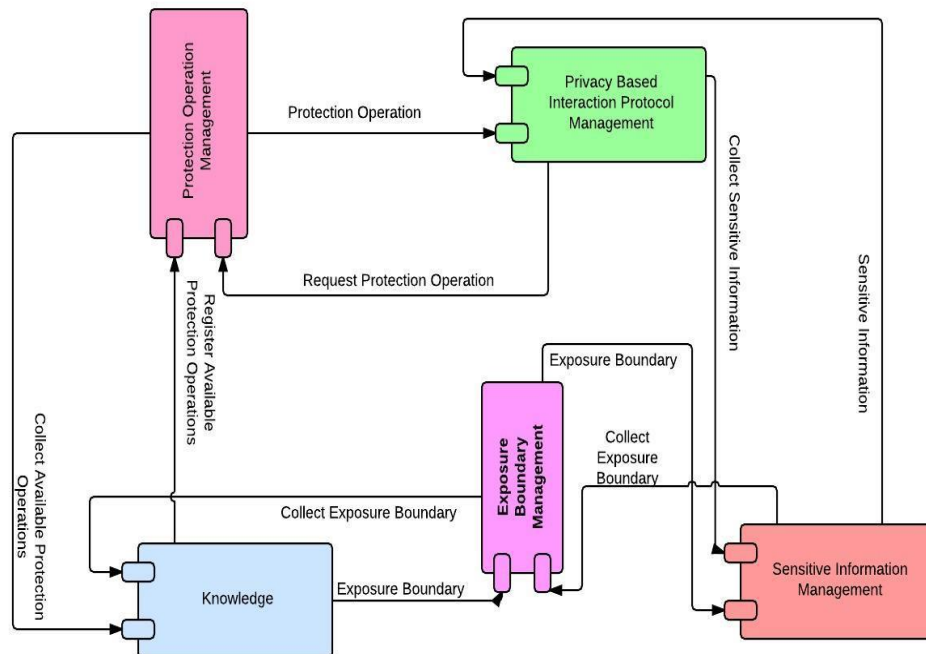 Protection Operation
Management
Protection Operation
Privacy Based
Interaction Protocol
Management
Collect Sensitive Information
Sensitive Information
Request Protection Operation
Register Available
Protection Operations
Collect Available Protection
Operations
Exposure Boundary
Exposure
Boundary
Management
Collect
Exposure
Boundary
Collect Exposure Boundary
Knowledge
Exposure Boundary
Sensitive Information
Management